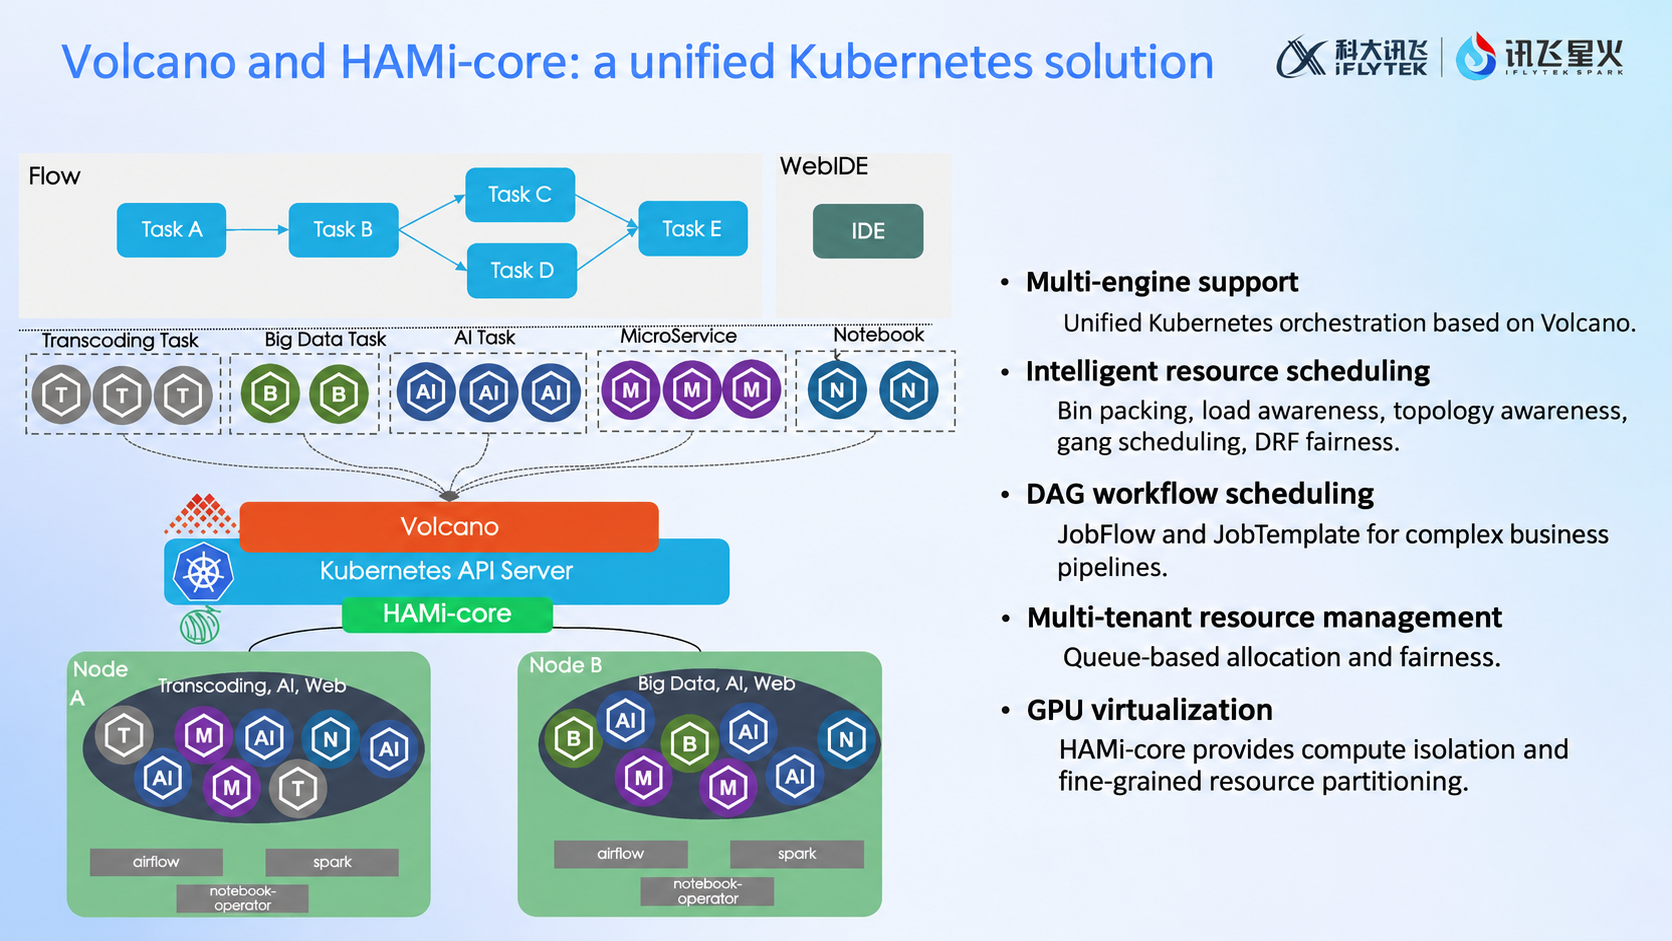 Volcano and HAMi-core: a unified Kubernetes solution
科大讯飞
iFLYTEK
讯飞星火
IFLYTEK SPARK
Flow
Task A
Task B
Task C
Task D
Task E
WebIDE
IDE
Transcoding Task
Big Data Task
AI Task
MicroService
Notebook
T T T
B B
AI AI AI
M M M
N N
Volcano
Kubernetes API Server
HAMi-core
Node
A
Transcoding, AI, Web
T M AI N AI
AI M T
airflow
spark
notebook-
operator
Node B
Big Data, AI, Web
B AI B AI N
M M AI
airflow
spark
notebook-
operator
• Multi-engine support
Unified Kubernetes orchestration based on Volcano.
• Intelligent resource scheduling
Bin packing, load awareness, topology awareness,
gang scheduling, DRF fairness.
• DAG workflow scheduling
JobFlow and JobTemplate for complex business
pipelines.
• Multi-tenant resource management
Queue-based allocation and fairness.
• GPU virtualization
HAMi-core provides compute isolation and
fine-grained resource partitioning.